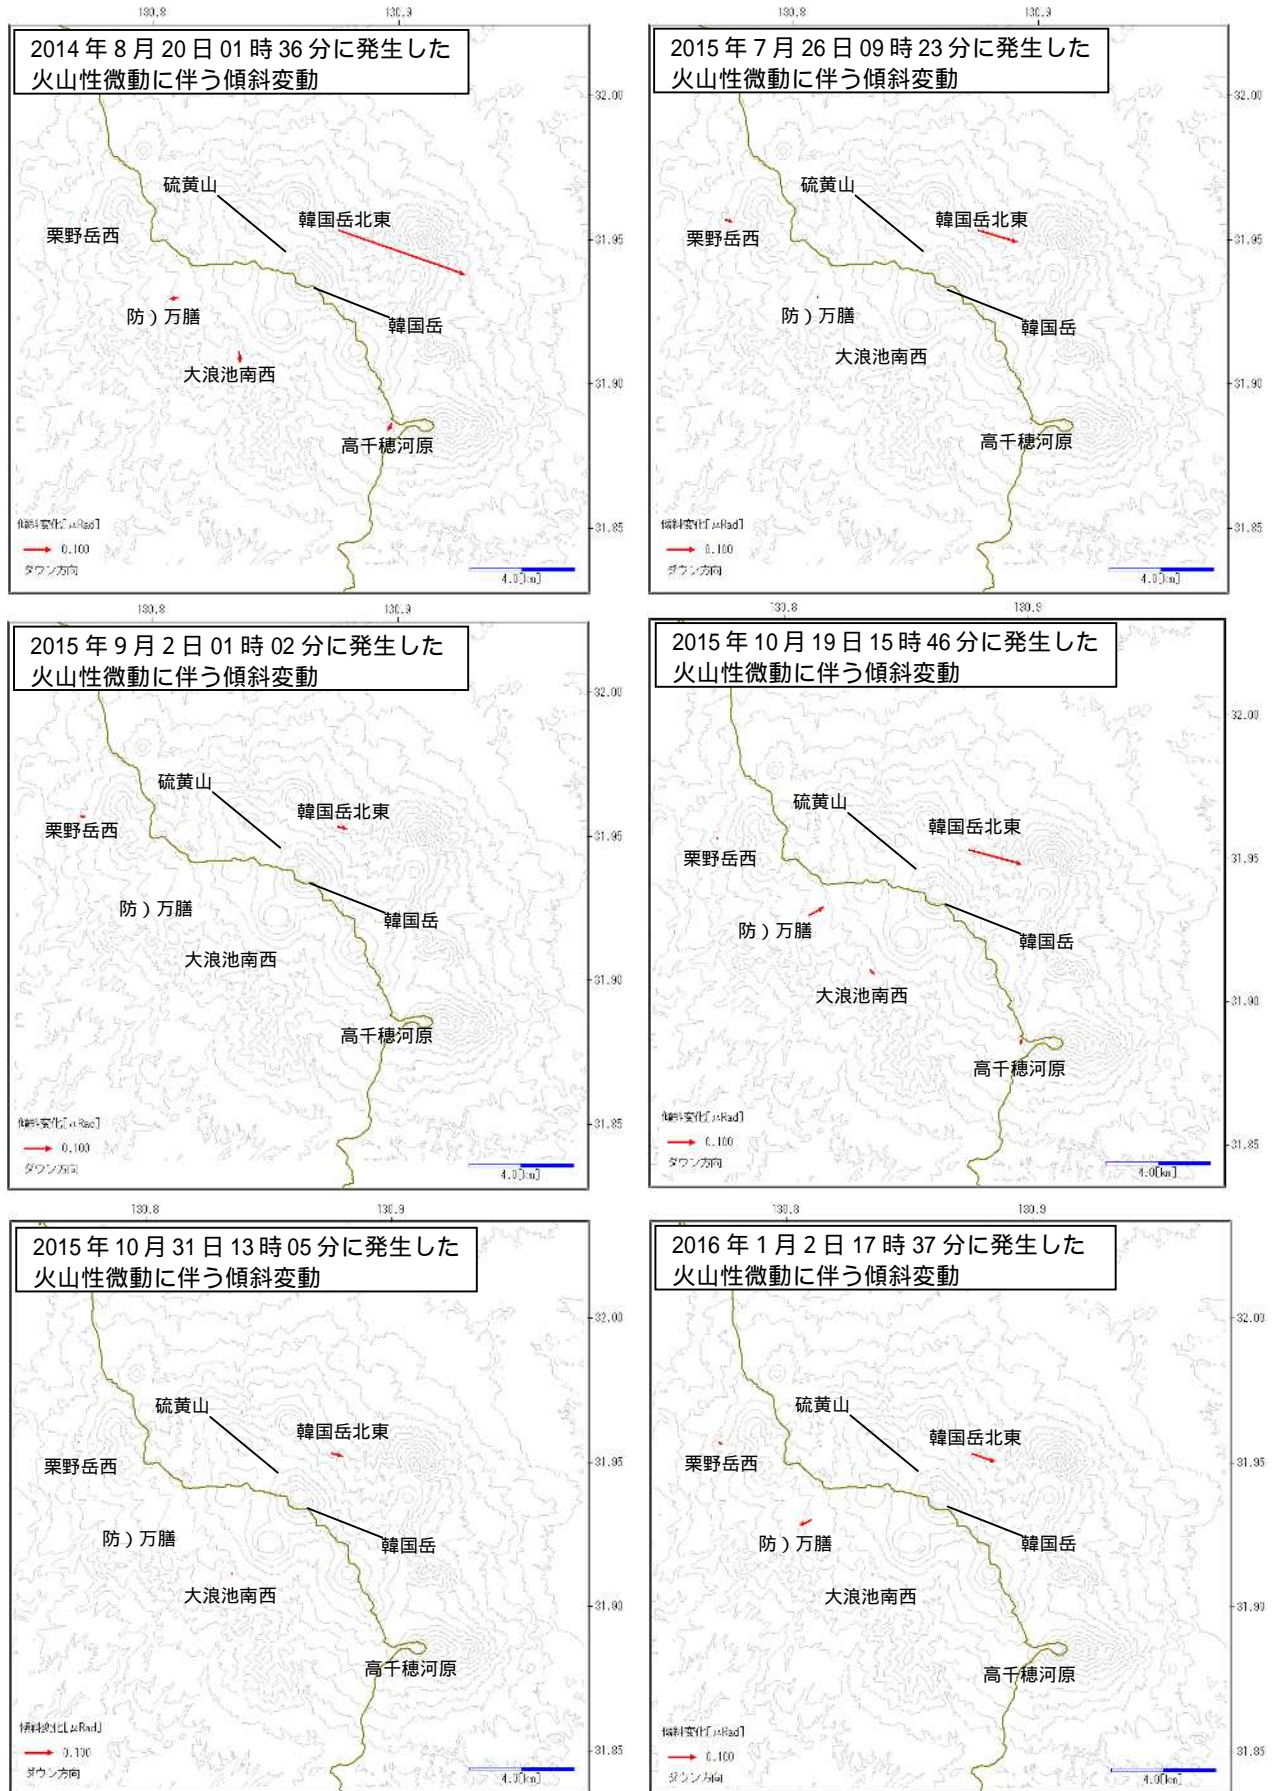 130.8
130.9
2014年8月20日01時36分に発生した
火山性微動に伴う傾斜変動
32.00
硫黄山
韓国岳北東
栗野岳西
31.95
防）万膳
韓国岳
大浪池南西
31.90
高千穂河原
傾斜変化[μRad]
31.85
0.100
ダウン方向
4.0[km]
130.8
130.9
2015年7月26日09時23分に発生した
火山性微動に伴う傾斜変動
32.00
硫黄山
韓国岳北東
栗野岳西
31.95
防）万膳
韓国岳
大浪池南西
31.90
高千穂河原
傾斜変化[μRad]
31.85
0.100
ダウン方向
4.0[km]
130.8
130.9
2015年9月2日01時02分に発生した
火山性微動に伴う傾斜変動
32.00
硫黄山
韓国岳北東
栗野岳西
31.95
防）万膳
韓国岳
大浪池南西
31.90
高千穂河原
傾斜変化[μRad]
31.85
0.100
ダウン方向
4.0[km]
130.8
130.9
2015年10月19日15時46分に発生した
火山性微動に伴う傾斜変動
32.00
硫黄山
韓国岳北東
栗野岳西
31.95
防）万膳
韓国岳
大浪池南西
31.90
高千穂河原
傾斜変化[μRad]
31.85
0.100
ダウン方向
4.0[km]
130.8
130.9
2015年10月31日13時05分に発生した
火山性微動に伴う傾斜変動
32.00
硫黄山
韓国岳北東
栗野岳西
31.95
防）万膳
韓国岳
大浪池南西
31.90
高千穂河原
傾斜変化[μRad]
31.85
0.100
ダウン方向
4.0[km]
130.8
130.9
2016年1月2日17時37分に発生した
火山性微動に伴う傾斜変動
32.00
硫黄山
韓国岳北東
栗野岳西
31.95
防）万膳
韓国岳
大浪池南西
31.90
高千穂河原
傾斜変化[μRad]
31.85
0.100
ダウン方向
4.0[km]